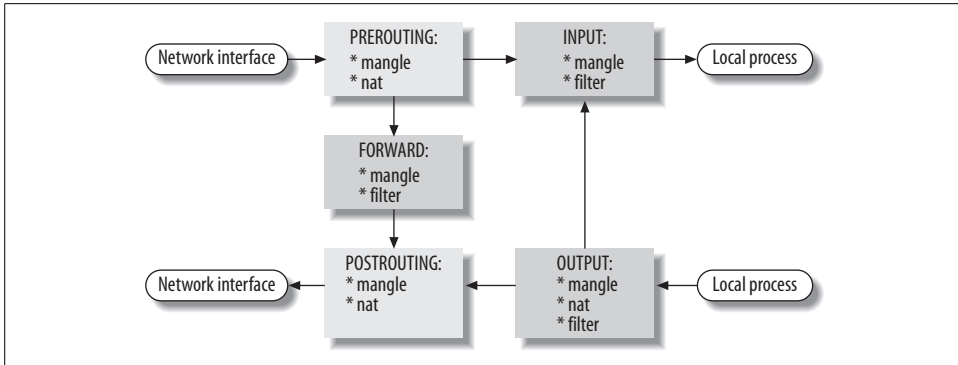 Network interface
PREROUTING:
* mangle
* nat
INPUT:
* mangle
* filter
Local process
FORWARD:
* mangle
* filter
Network interface
POSTROUTING:
* mangle
* nat
OUTPUT:
* mangle
* nat
* filter
Local process